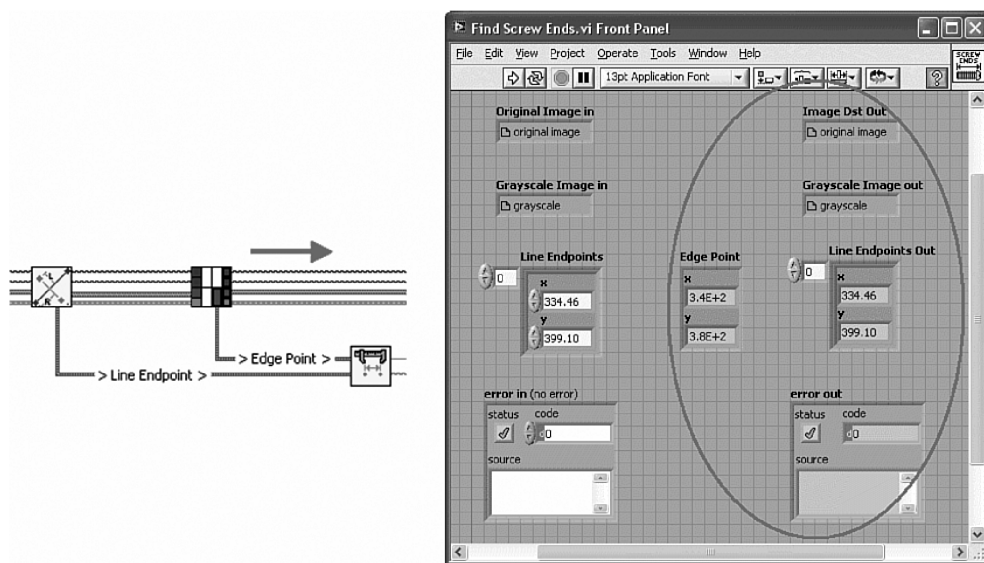 L
R
> Edge Point >
> Line Endpoint >
Find Screw Ends.vi Front Panel
File Edit View Project Operate Tools Window Help
SCREW
ENDS
13pt Application Font
?
Original Image in
original image
Image Dst Out
original image
Grayscale Image in
grayscale
Grayscale Image out
grayscale
Line Endpoints
0
x
334.46
y
399.10
Edge Point
x
3.4E+2
y
3.8E+2
Line Endpoints Out
0
x
334.46
y
399.10
error in (no error)
status code
d0
source
error out
status code
d0
source